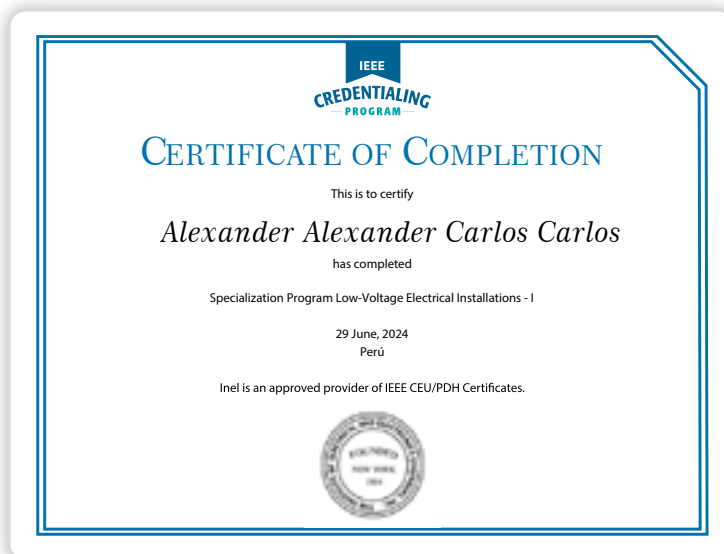 IEEE
CREDENTIALING
PROGRAM
CERTIFICATE OF COMPLETION
This is to certify
Alexander Alexander Carlos Carlos
has completed
Specialization Program Low-Voltage Electrical Installations - I
29 June, 2024
Perú
Inel is an approved provider of IEEE CEU/PDH Certificates.
FOUNDED
NEW YORK